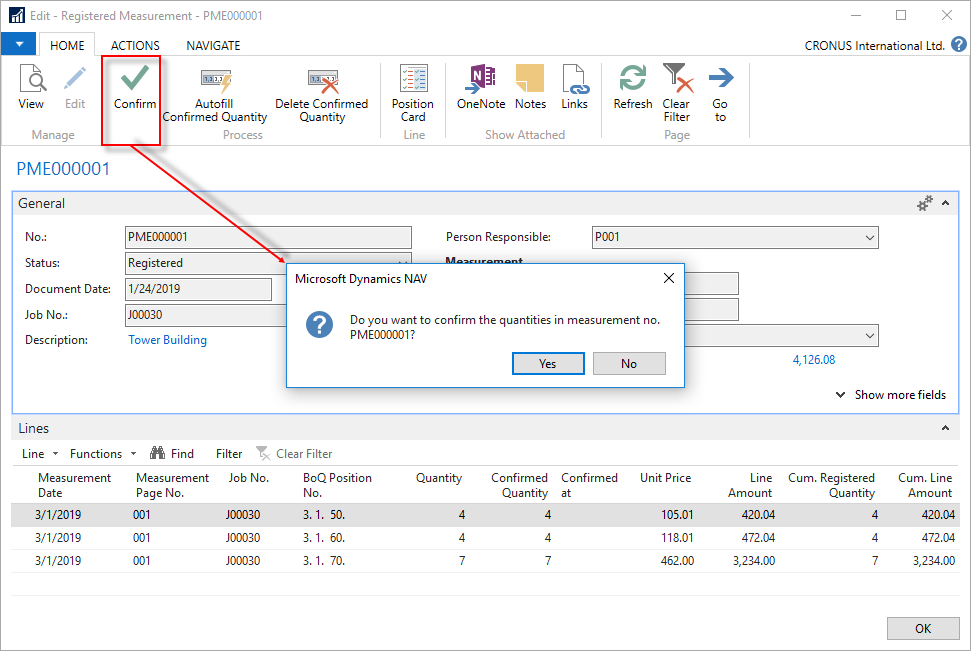 Edit - Registered Measurement - PME000001
HOME ACTIONS NAVIGATE CRONUS International Ltd. ?
View Edit Confirm Autofill Confirmed Quantity Delete Confirmed Quantity Position Card OneNote Notes Links Refresh Clear Filter Go to
Manage Process Line Show Attached Page
PME000001
General
No.: PME000001 Person Responsible: P001
Status: Registered Measurement
Document Date: 1/24/2019
Job No.: J00030
Description: Tower Building
4,126.08
Show more fields
Microsoft Dynamics NAV
Do you want to confirm the quantities in measurement no.
PME000001?
Yes No
Lines
Line Functions Find Filter Clear Filter
Measurement Date Measurement Page No. Job No. BoQ Position No. Quantity Confirmed Quantity Confirmed at Unit Price Line Amount Cum. Registered Quantity Cum. Line Amount
3/1/2019 001 J00030 3. 1. 50. 4 4 105.01 420.04 4 420.04
3/1/2019 001 J00030 3. 1. 60. 4 4 118.01 472.04 4 472.04
3/1/2019 001 J00030 3. 1. 70. 7 7 462.00 3,234.00 7 3,234.00
OK